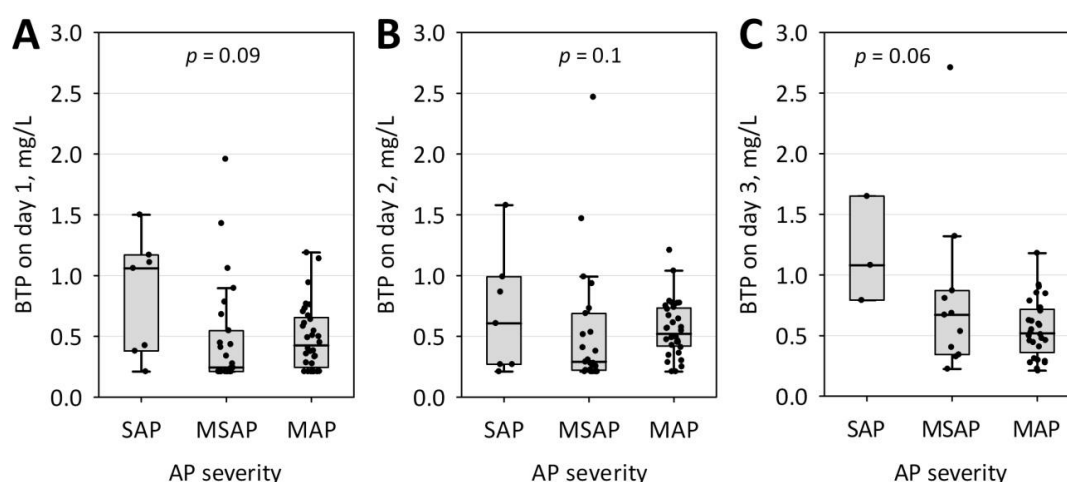 A
p = 0.09
BTP on day 1, mg/L
3.0
2.5
2.0
1.5
1.0
0.5
0.0
SAP MSAP MAP
AP severity
B
p = 0.1
BTP on day 2, mg/L
3.0
2.5
2.0
1.5
1.0
0.5
0.0
SAP MSAP MAP
AP severity
C
p = 0.06
BTP on day 3, mg/L
3.0
2.5
2.0
1.5
1.0
0.5
0.0
SAP MSAP MAP
AP severity